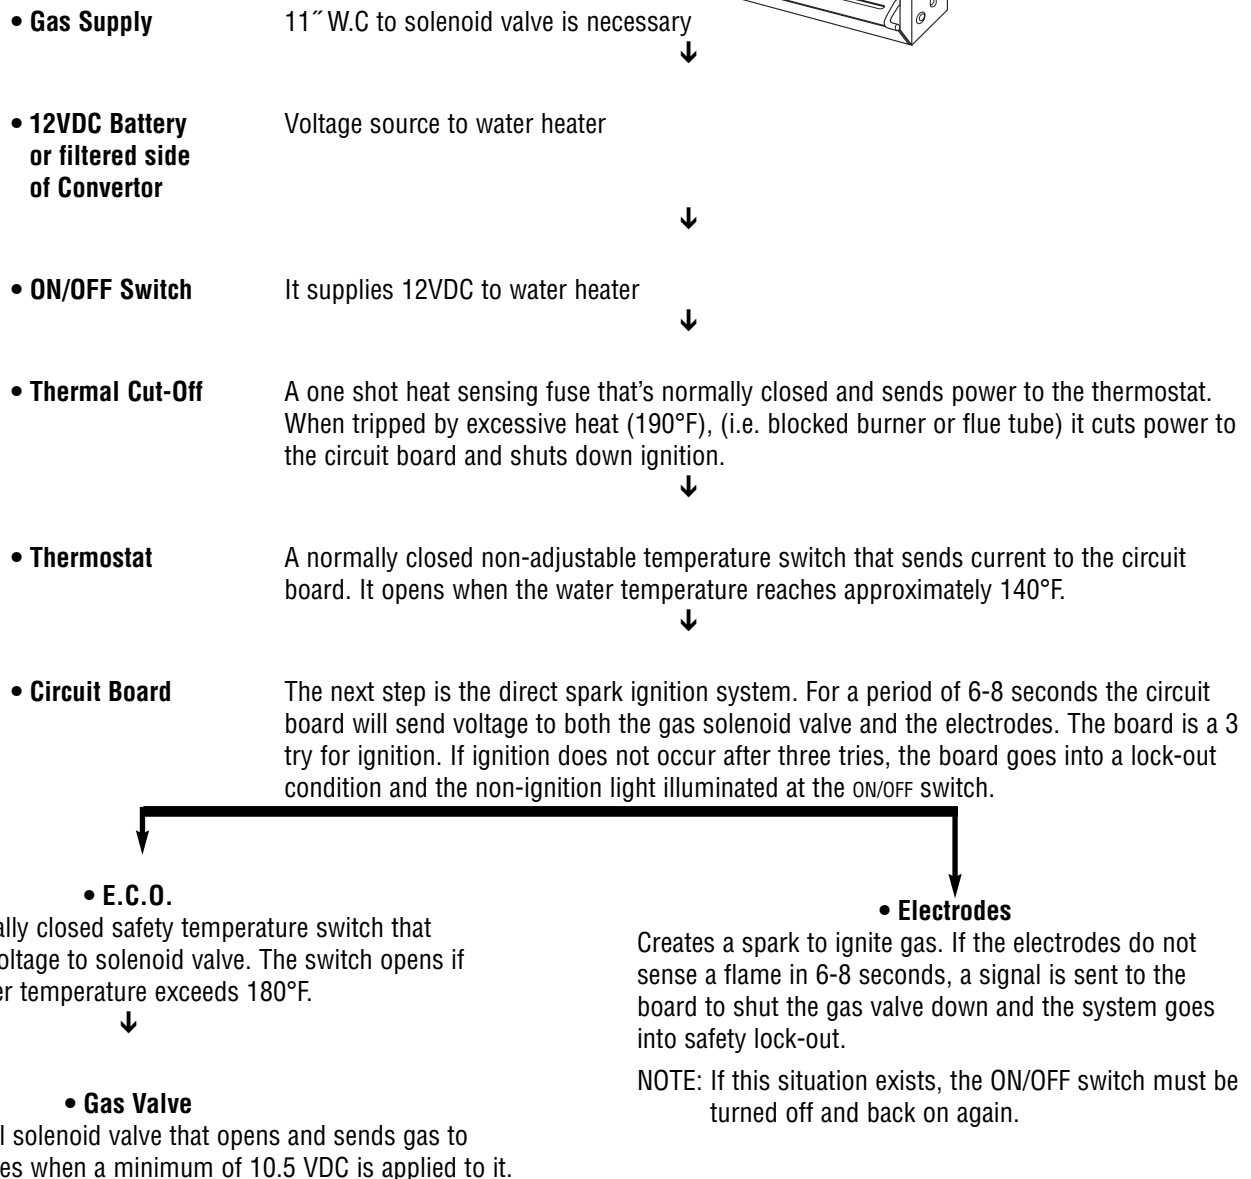 • Gas Supply 11˝ W.C to solenoid valve is necessary
• 12VDC Battery Voltage source to water heater
or filtered side
of Convertor
• ON/OFF Switch It supplies 12VDC to water heater
• Thermal Cut-Off A one shot heat sensing fuse that's normally closed and sends power to the thermostat.
When tripped by excessive heat (190°F), (i.e. blocked burner or flue tube) it cuts power to
the circuit board and shuts down ignition.
• Thermostat A normally closed non-adjustable temperature switch that sends current to the circuit
board. It opens when the water temperature reaches approximately 140°F.
• Circuit Board The next step is the direct spark ignition system. For a period of 6-8 seconds the circuit
board will send voltage to both the gas solenoid valve and the electrodes. The board is a 3
try for ignition. If ignition does not occur after three tries, the board goes into a lock-out
condition and the non-ignition light illuminated at the ON/OFF switch.
• E.C.O.
closed safety temperature switch that
to solenoid valve. The switch opens if
temperature exceeds 180°F.
• Gas Valve
solenoid valve that opens and sends gas to
when a minimum of 10.5 VDC is applied to it.
• Electrodes
Creates a spark to ignite gas. If the electrodes do not
sense a flame in 6-8 seconds, a signal is sent to the
board to shut the gas valve down and the system goes
into safety lock-out.
NOTE: If this situation exists, the ON/OFF switch must be
turned off and back on again.